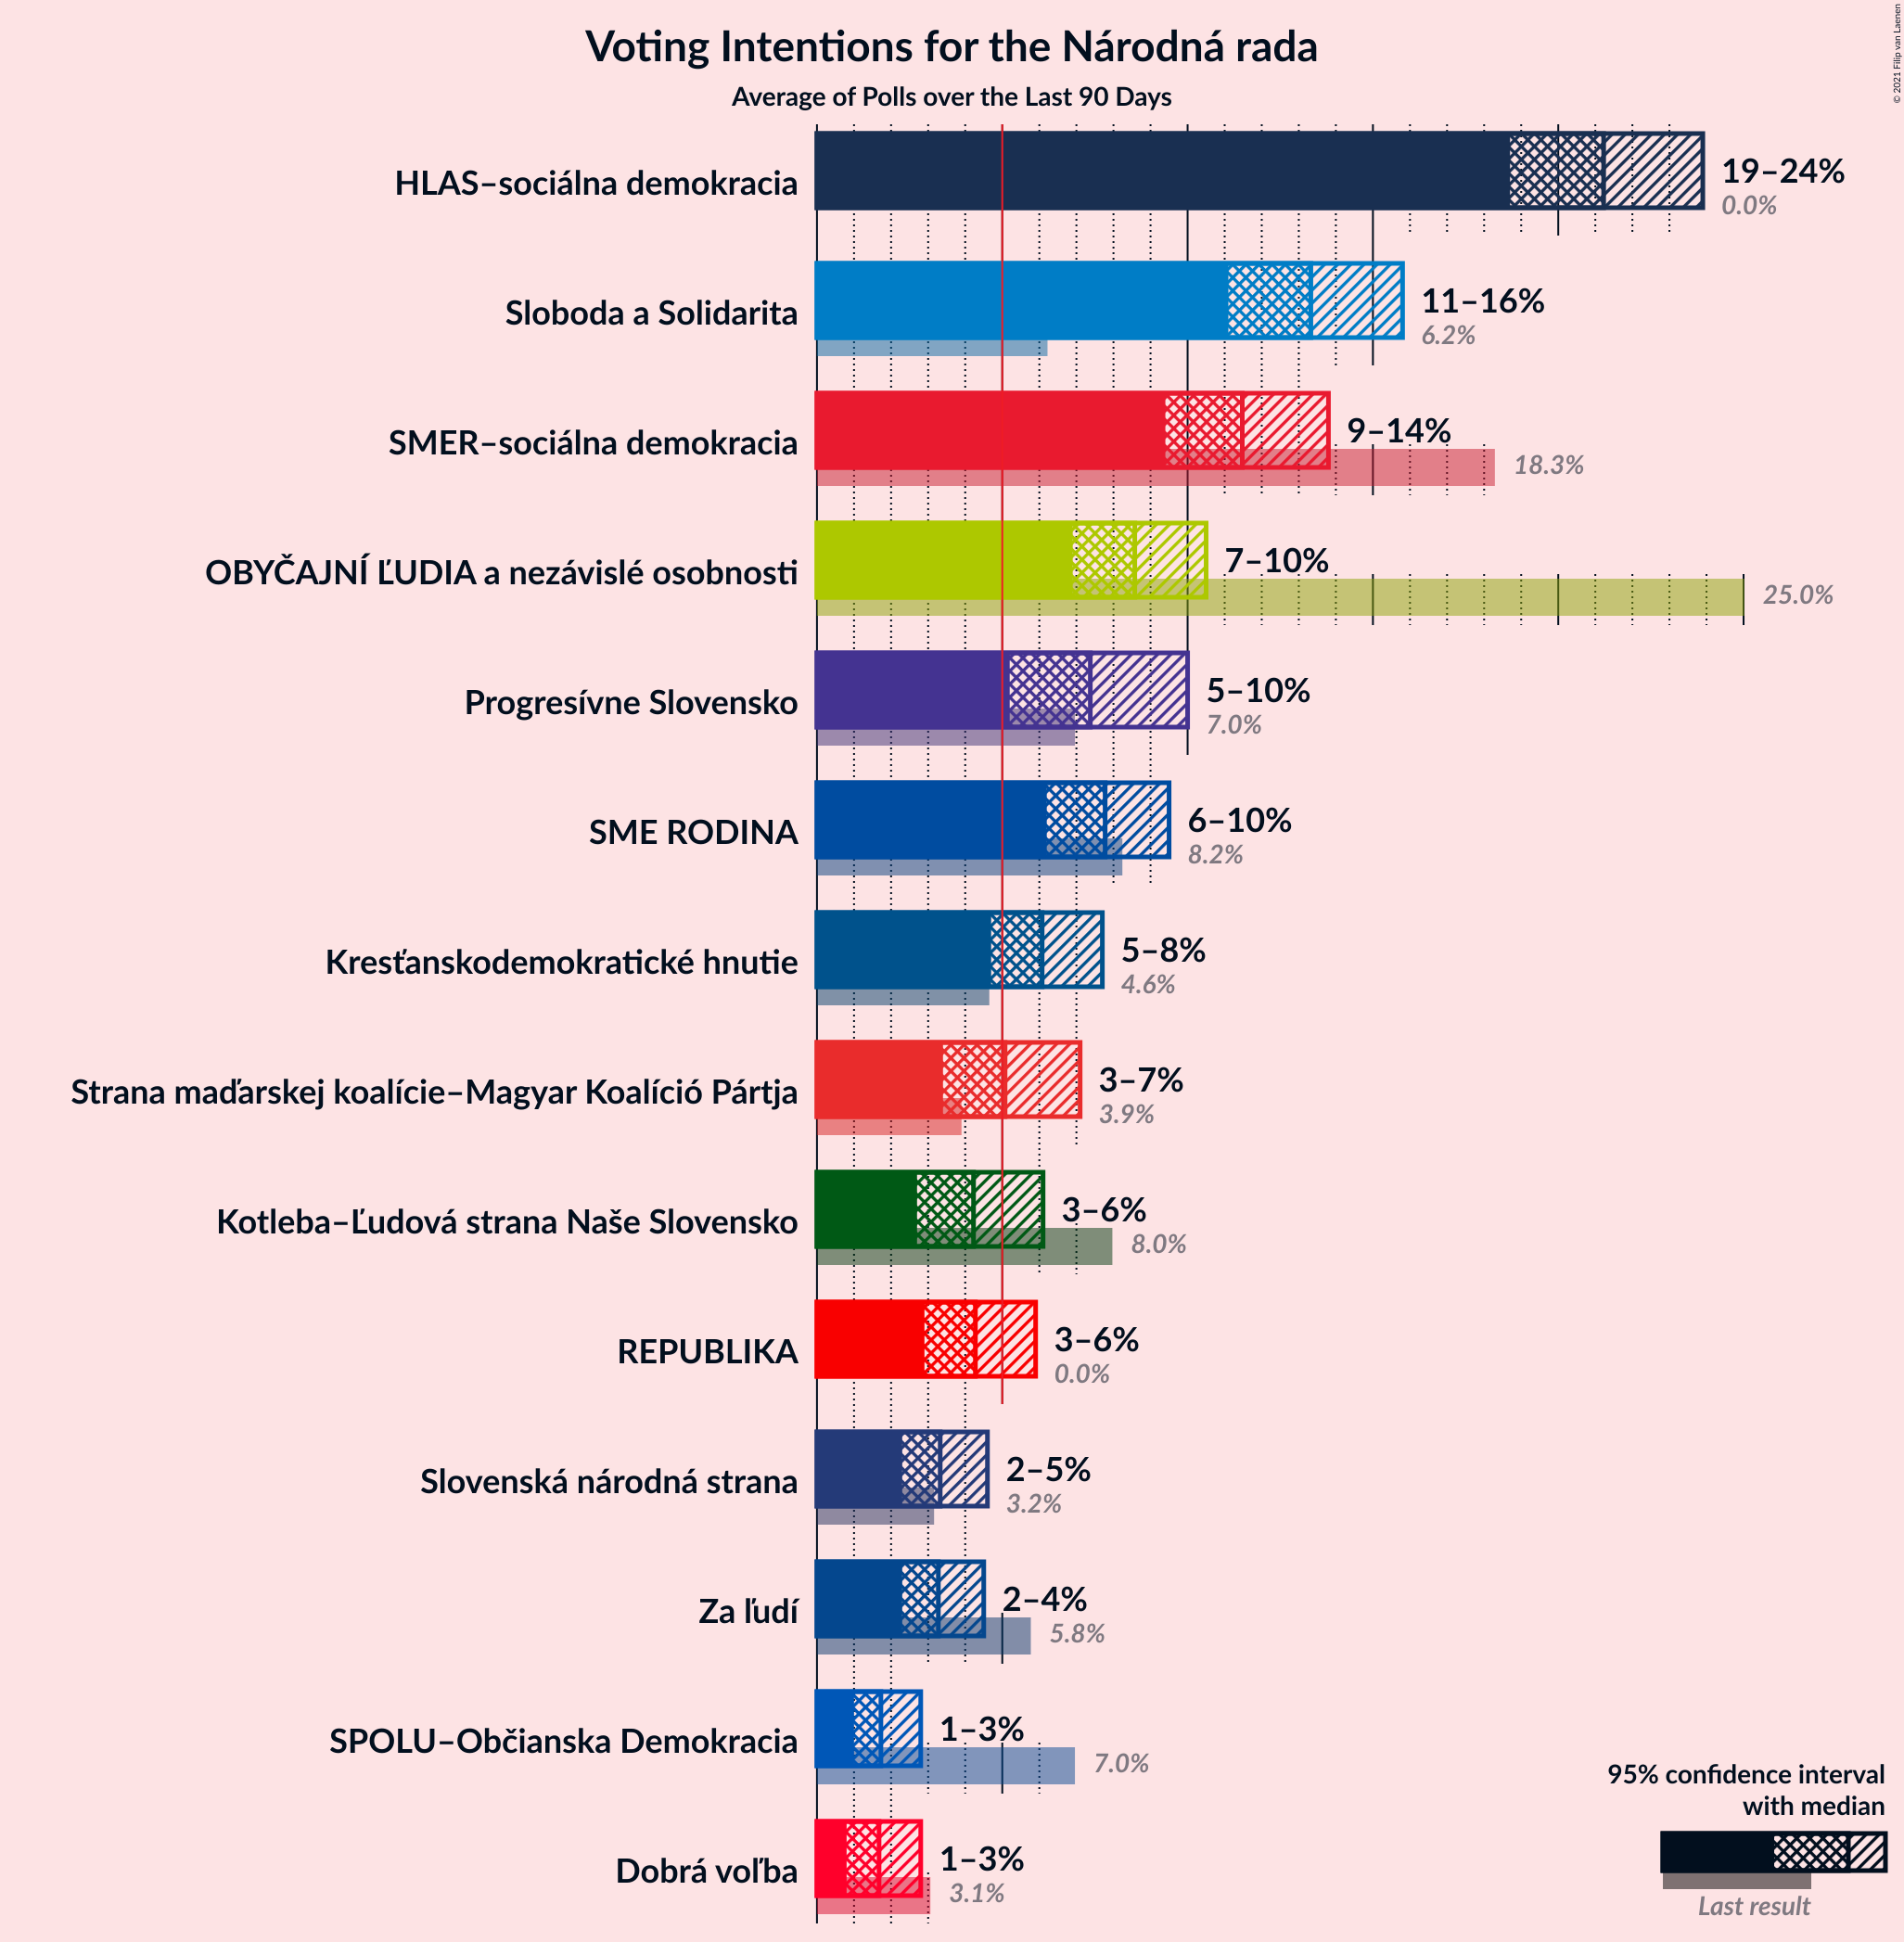 Voting Intentions for the Národná rada
Average of Polls over the Last 90 Days
© 2021 Filip van Laenen
HLAS–sociálna demokracia
19–24%
0.0%
Sloboda a Solidarita
11–16%
6.2%
SMER–sociálna demokracia
9–14%
18.3%
OBYČAJNÍ ĽUDIA a nezávislé osobnosti
7–10%
25.0%
Progresívne Slovensko
5–10%
7.0%
SME RODINA
6–10%
8.2%
Kresťanskodemokratické hnutie
5–8%
4.6%
Strana maďarskej koalície–Magyar Koalíció Pártja
3–7%
3.9%
Kotleba–Ľudová strana Naše Slovensko
3–6%
8.0%
REPUBLIKA
3–6%
0.0%
Slovenská národná strana
2–5%
3.2%
Za ľudí
2–4%
5.8%
SPOLU–Občianska Demokracia
1–3%
7.0%
Dobrá voľba
1–3%
3.1%
95% confidence interval
with median
Last result